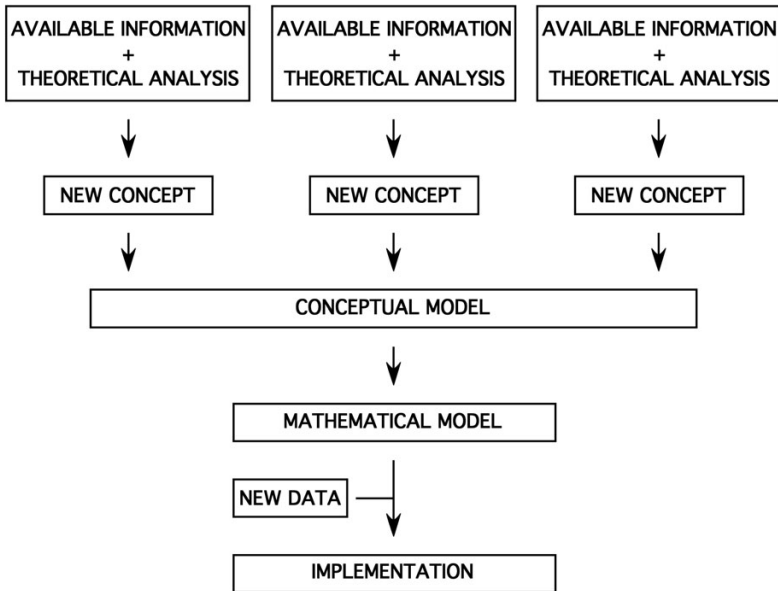 AVAILABLE INFORMATION
+
THEORETICAL ANALYSIS
AVAILABLE INFORMATION
+
THEORETICAL ANALYSIS
AVAILABLE INFORMATION
+
THEORETICAL ANALYSIS
NEW CONCEPT
NEW CONCEPT
NEW CONCEPT
CONCEPTUAL MODEL
MATHEMATICAL MODEL
NEW DATA
IMPLEMENTATION